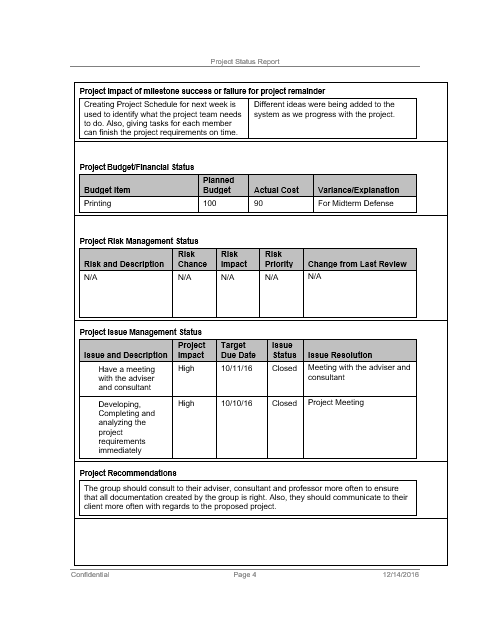 Project Status Report
Project Impact of milestone success or failure for project remainder
Creating Project Schedule for next week is
used to identify what the project team needs
to do. Also, giving tasks for each member
can finish the project requirements on time.
Different ideas were being added to the
system as we progress with the project.
Project Budget/Financial Status
Budget Item
Planned
Budget
Actual Cost
Variance/Explanation
Printing
100
90
For Midterm Defense
Project Risk Management Status
Risk and Description
Risk
Chance
Risk
Impact
Risk
Priority
Change from Last Review
N/A
N/A
N/A
N/A
N/A
Project Issue Management Status
Issue and Description
Project
Impact
Target
Due Date
Issue
Status
Issue Resolution
Have a meeting
with the adviser
and consultant
High
10/11/16
Closed
Meeting with the adviser and
consultant
Developing,
Completing and
analyzing the
project
requirements
immediately
High
10/10/16
Closed
Project Meeting
Project Recommendations
The group should consult to their adviser, consultant and professor more often to ensure
that all documentation created by the group is right. Also, they should communicate to their
client more often with regards to the proposed project.
Confidential
Page 4
12/14/2016